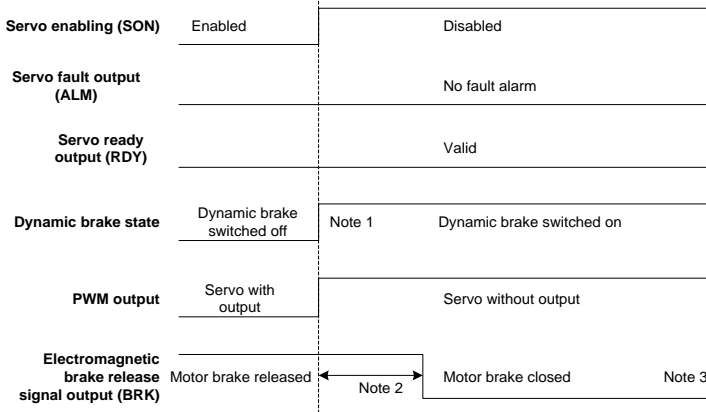 Servo enabling (SON) Enabled Disabled
Servo fault output
(ALM)
No fault alarm
Servo ready
output (RDY)
Valid
Dynamic brake state
Dynamic brake
switched off
Note 1 Dynamic brake switched on
PWM output
Servo with
output
Servo without output
Electromagnetic
brake release
signal output (BRK)
Motor brake released
Note 2
Motor brake closed Note 3